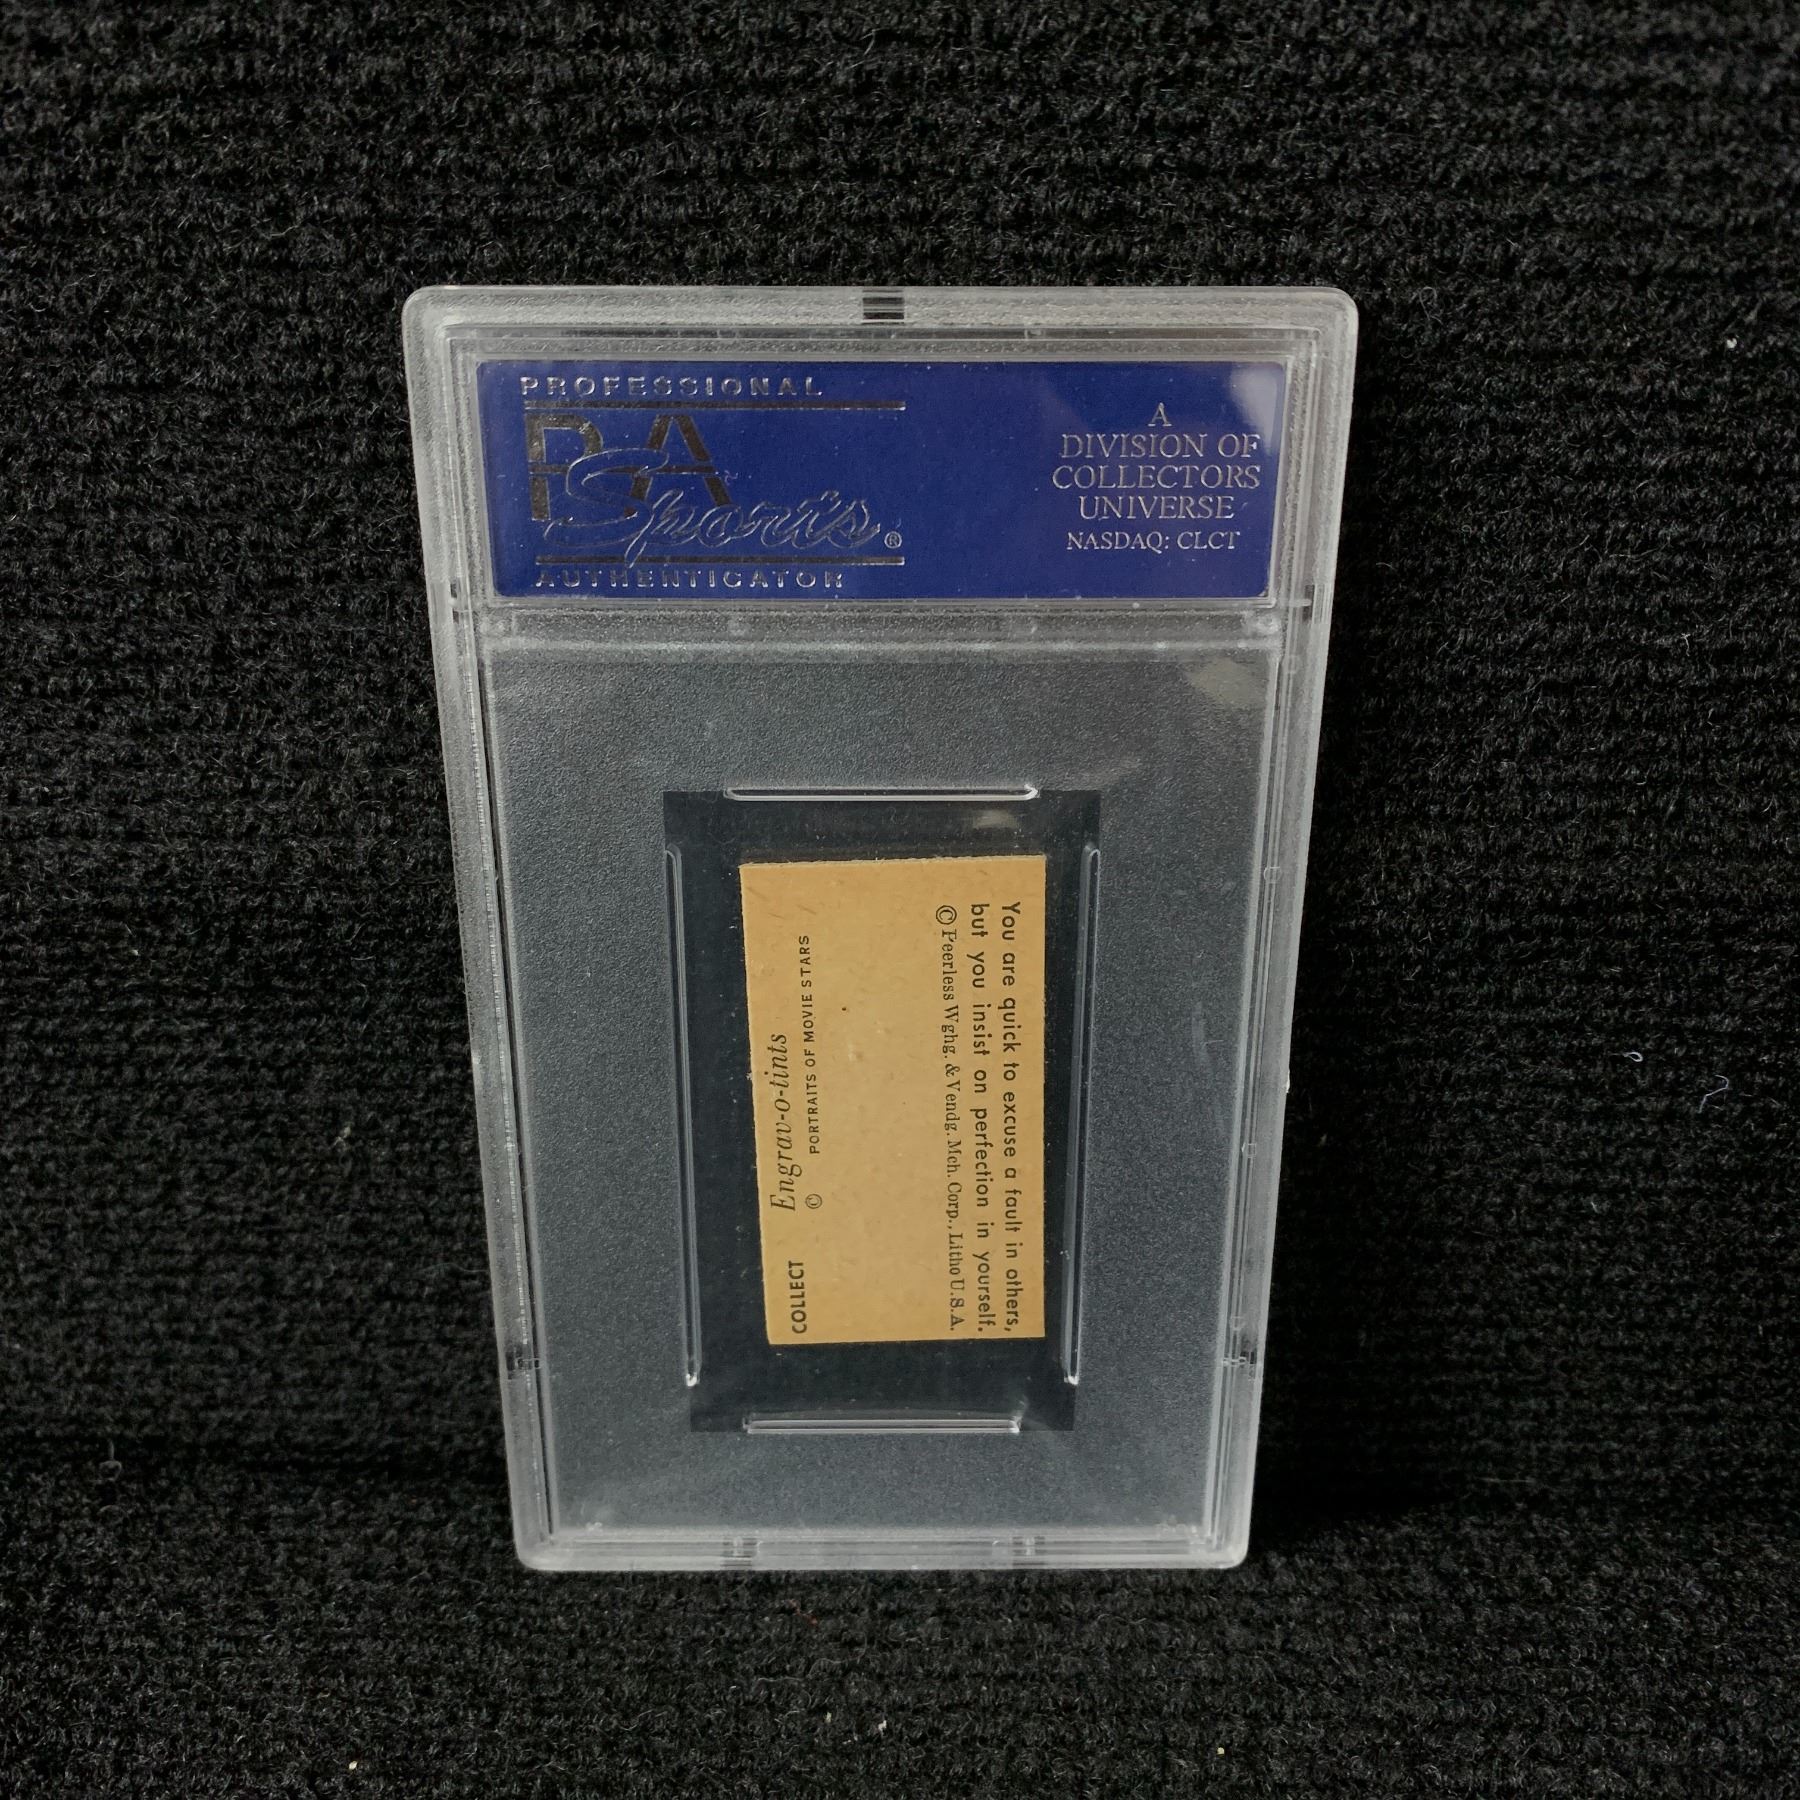 PROFESSIONAL
PSA
Sports®
AUTHENTICATOR
A
DIVISION OF
COLLECTORS
UNIVERSE
NASDAQ: CLCT
You are quick to excuse a fault in others,
but you insist on perfection in yourself.
© Peerless Wghg. & Vendg. Mch. Corp., Litho U.S.A.
COLLECT Engrav-o-tints
© PORTRAITS OF MOVIE STARS